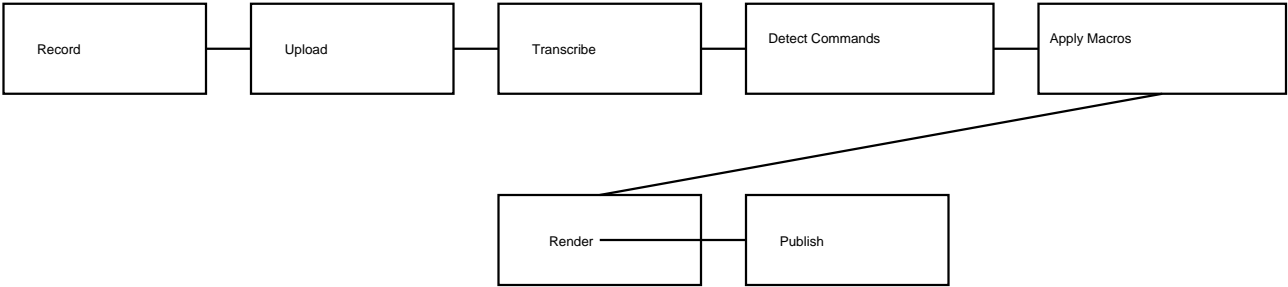 Record
Upload
Transcribe
Detect Commands
Apply Macros
Render
Publish